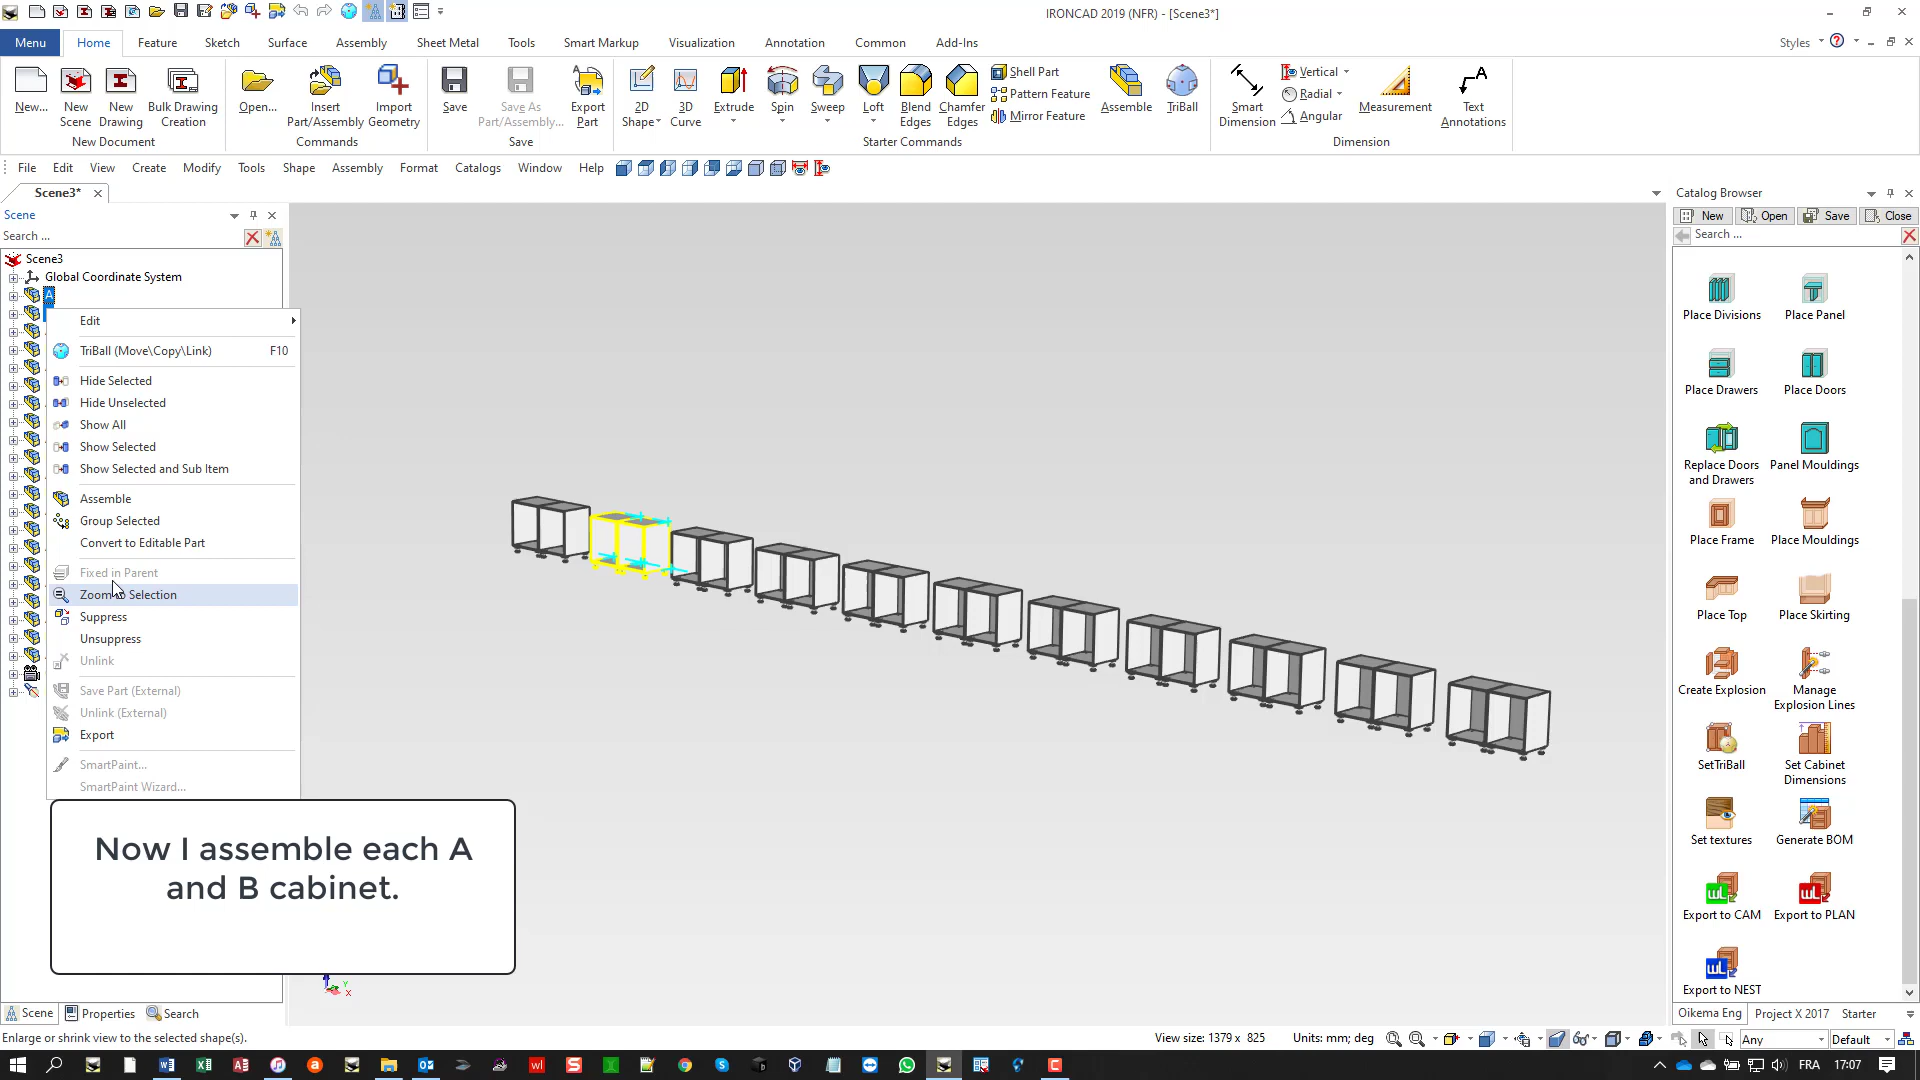 IRONCAD 2019 (NFR) - [Scene3*]
Menu
Home
Feature
Sketch
Surface
Assembly
Sheet Metal
Tools
Smart Markup
Visualization
Annotation
Common
Add-Ins
Styles
New...
New Scene
New Drawing
Bulk Drawing Creation
New Document
Open...
Insert Part/Assembly
Import Geometry
Commands
Save
Save As Part/Assembly...
Export Part
Save
2D Shape
3D Curve
Extrude
Spin
Sweep
Loft
Blend Edges
Chamfer Edges
Shell Part
Pattern Feature
Mirror Feature
Assemble
TriBall
Starter Commands
Smart Dimension
Vertical
Radial
Angular
Measurement
Text Annotations
Dimension
File
Edit
View
Create
Modify
Tools
Shape
Assembly
Format
Catalogs
Window
Help
Scene3*
Scene
Search ...
Scene3
Global Coordinate System
A
Edit
TriBall (Move\Copy\Link) F10
Hide Selected
Hide Unselected
Show All
Show Selected
Show Selected and Sub Item
Assemble
Group Selected
Convert to Editable Part
Fixed in Parent
Selection
Suppress
Unsuppress
Unlink
Save Part (External)
Unlink (External)
Export
SmartPaint...
SmartPaint Wizard...
Now I assemble each A
and B cabinet.
Y
X
Catalog Browser
New
Open
Save
Close
Search ...
Place Divisions
Place Panel
Place Drawers
Place Doors
Replace Doors and Drawers
Panel Mouldings
Place Frame
Place Mouldings
Place Top
Place Skirting
Create Explosion
Manage Explosion Lines
SetTriBall
Set Cabinet Dimensions
Set textures
Generate BOM
Export to CAM
Export to PLAN
Export to NEST
Oikema Eng
Project X 2017
Starter
Scene
Properties
Search
Enlarge or shrink view to the selected shape(s).
View size: 1379 x 825
Units: mm; deg
Any
Default
FRA
17:07